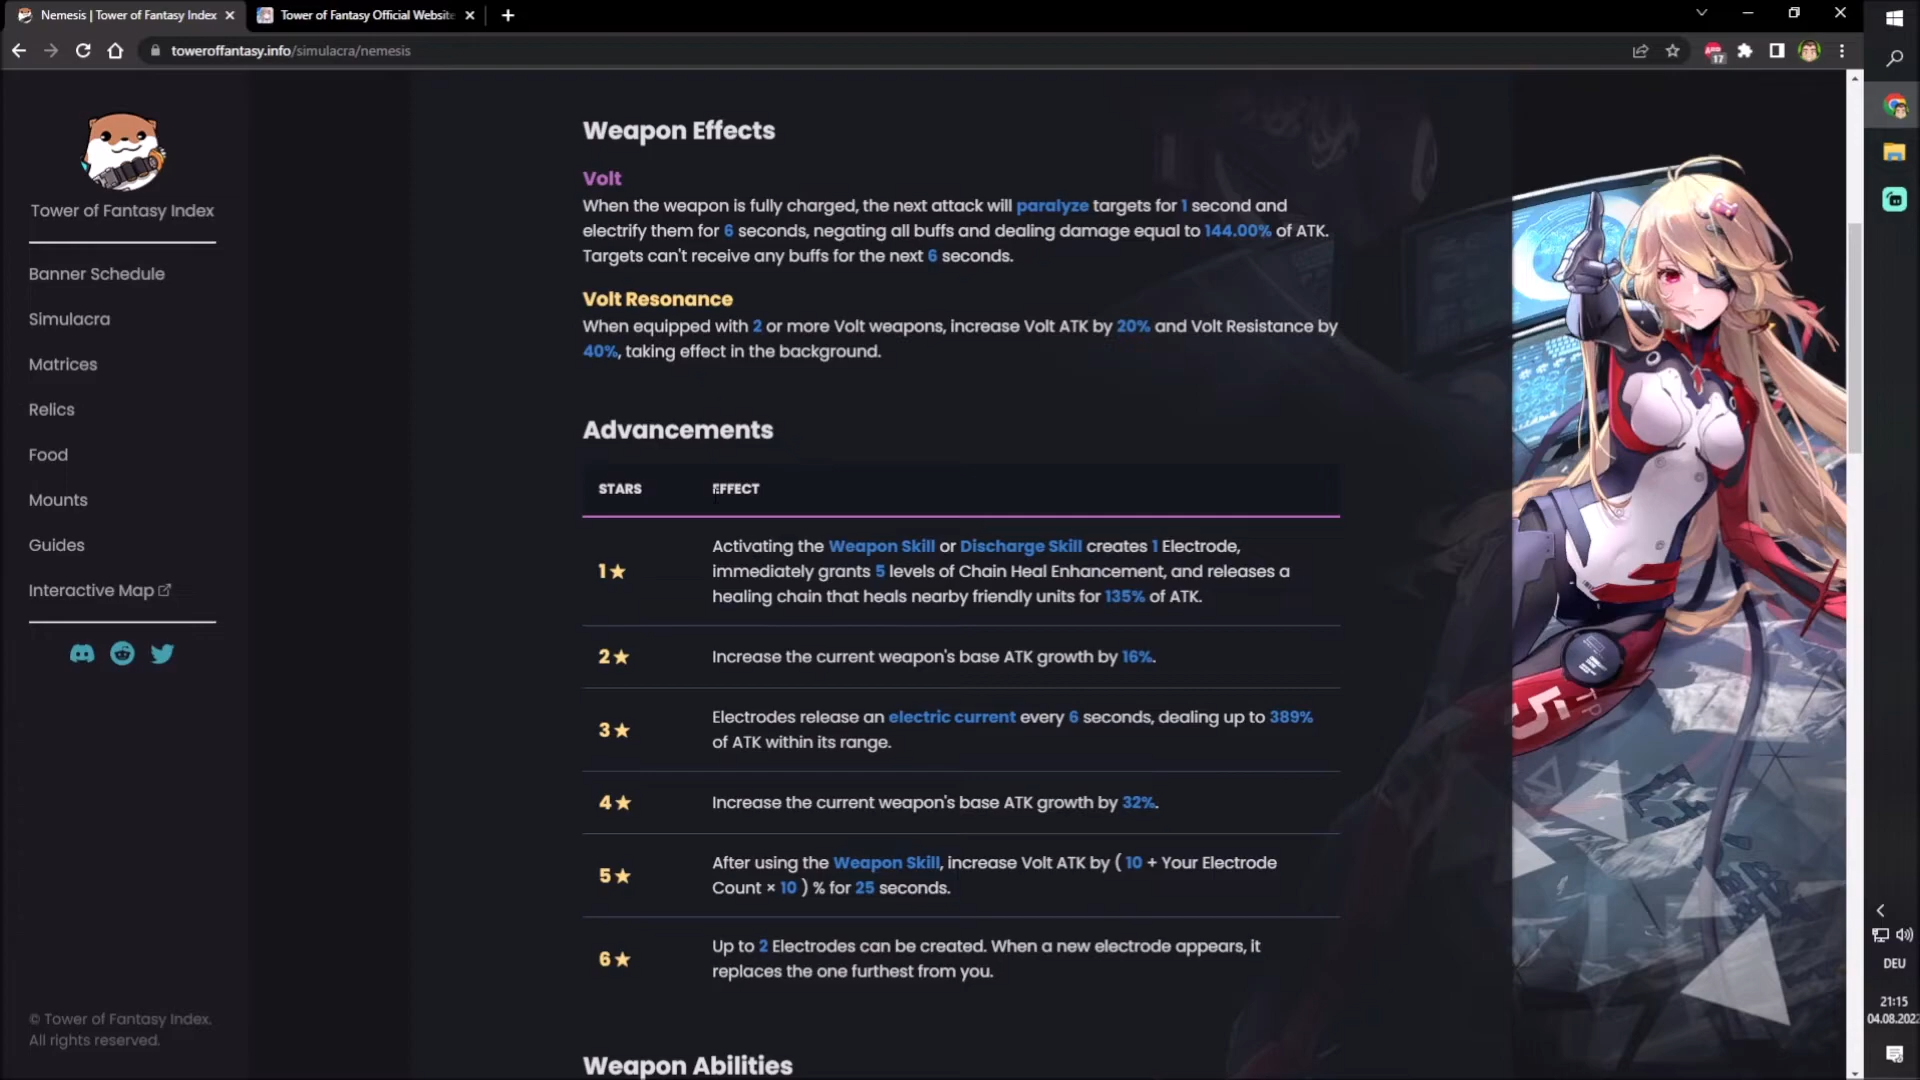 Nemesis | Tower of Fantasy Index
Tower of Fantasy Official Website
toweroffantasy.info/simulacra/nemesis
17
Tower of Fantasy Index
Banner Schedule
Simulacra
Matrices
Relics
Food
Mounts
Guides
Interactive Map
© Tower of Fantasy Index.
All rights reserved.
Weapon Effects
Volt
When the weapon is fully charged, the next attack will paralyze targets for 1 second and
electrify them for 6 seconds, negating all buffs and dealing damage equal to 144.00% of ATK.
Targets can't receive any buffs for the next 6 seconds.
Volt Resonance
When equipped with 2 or more Volt weapons, increase Volt ATK by 20% and Volt Resistance by
40%, taking effect in the background.
Advancements
STARS EFFECT
1★ Activating the Weapon Skill or Discharge Skill creates 1 Electrode,
immediately grants 5 levels of Chain Heal Enhancement, and releases a
healing chain that heals nearby friendly units for 135% of ATK.
2★ Increase the current weapon's base ATK growth by 16%.
3★ Electrodes release an electric current every 6 seconds, dealing up to 389%
of ATK within its range.
4★ Increase the current weapon's base ATK growth by 32%.
5★ After using the Weapon Skill, increase Volt ATK by ( 10 + Your Electrode
Count × 10 ) % for 25 seconds.
6★ Up to 2 Electrodes can be created. When a new electrode appears, it
replaces the one furthest from you.
Weapon Abilities
DEU
21:15
04.08.202